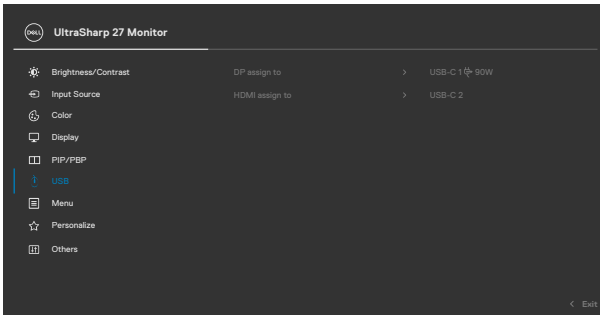 DELL UltraSharp 27 Monitor
Brightness/Contrast DP assign to > USB-C 1 90W
Input Source HDMI assign to > USB-C 2
Color
Display
PIP/PBP
USB
Menu
Personalize
Others
< Exit